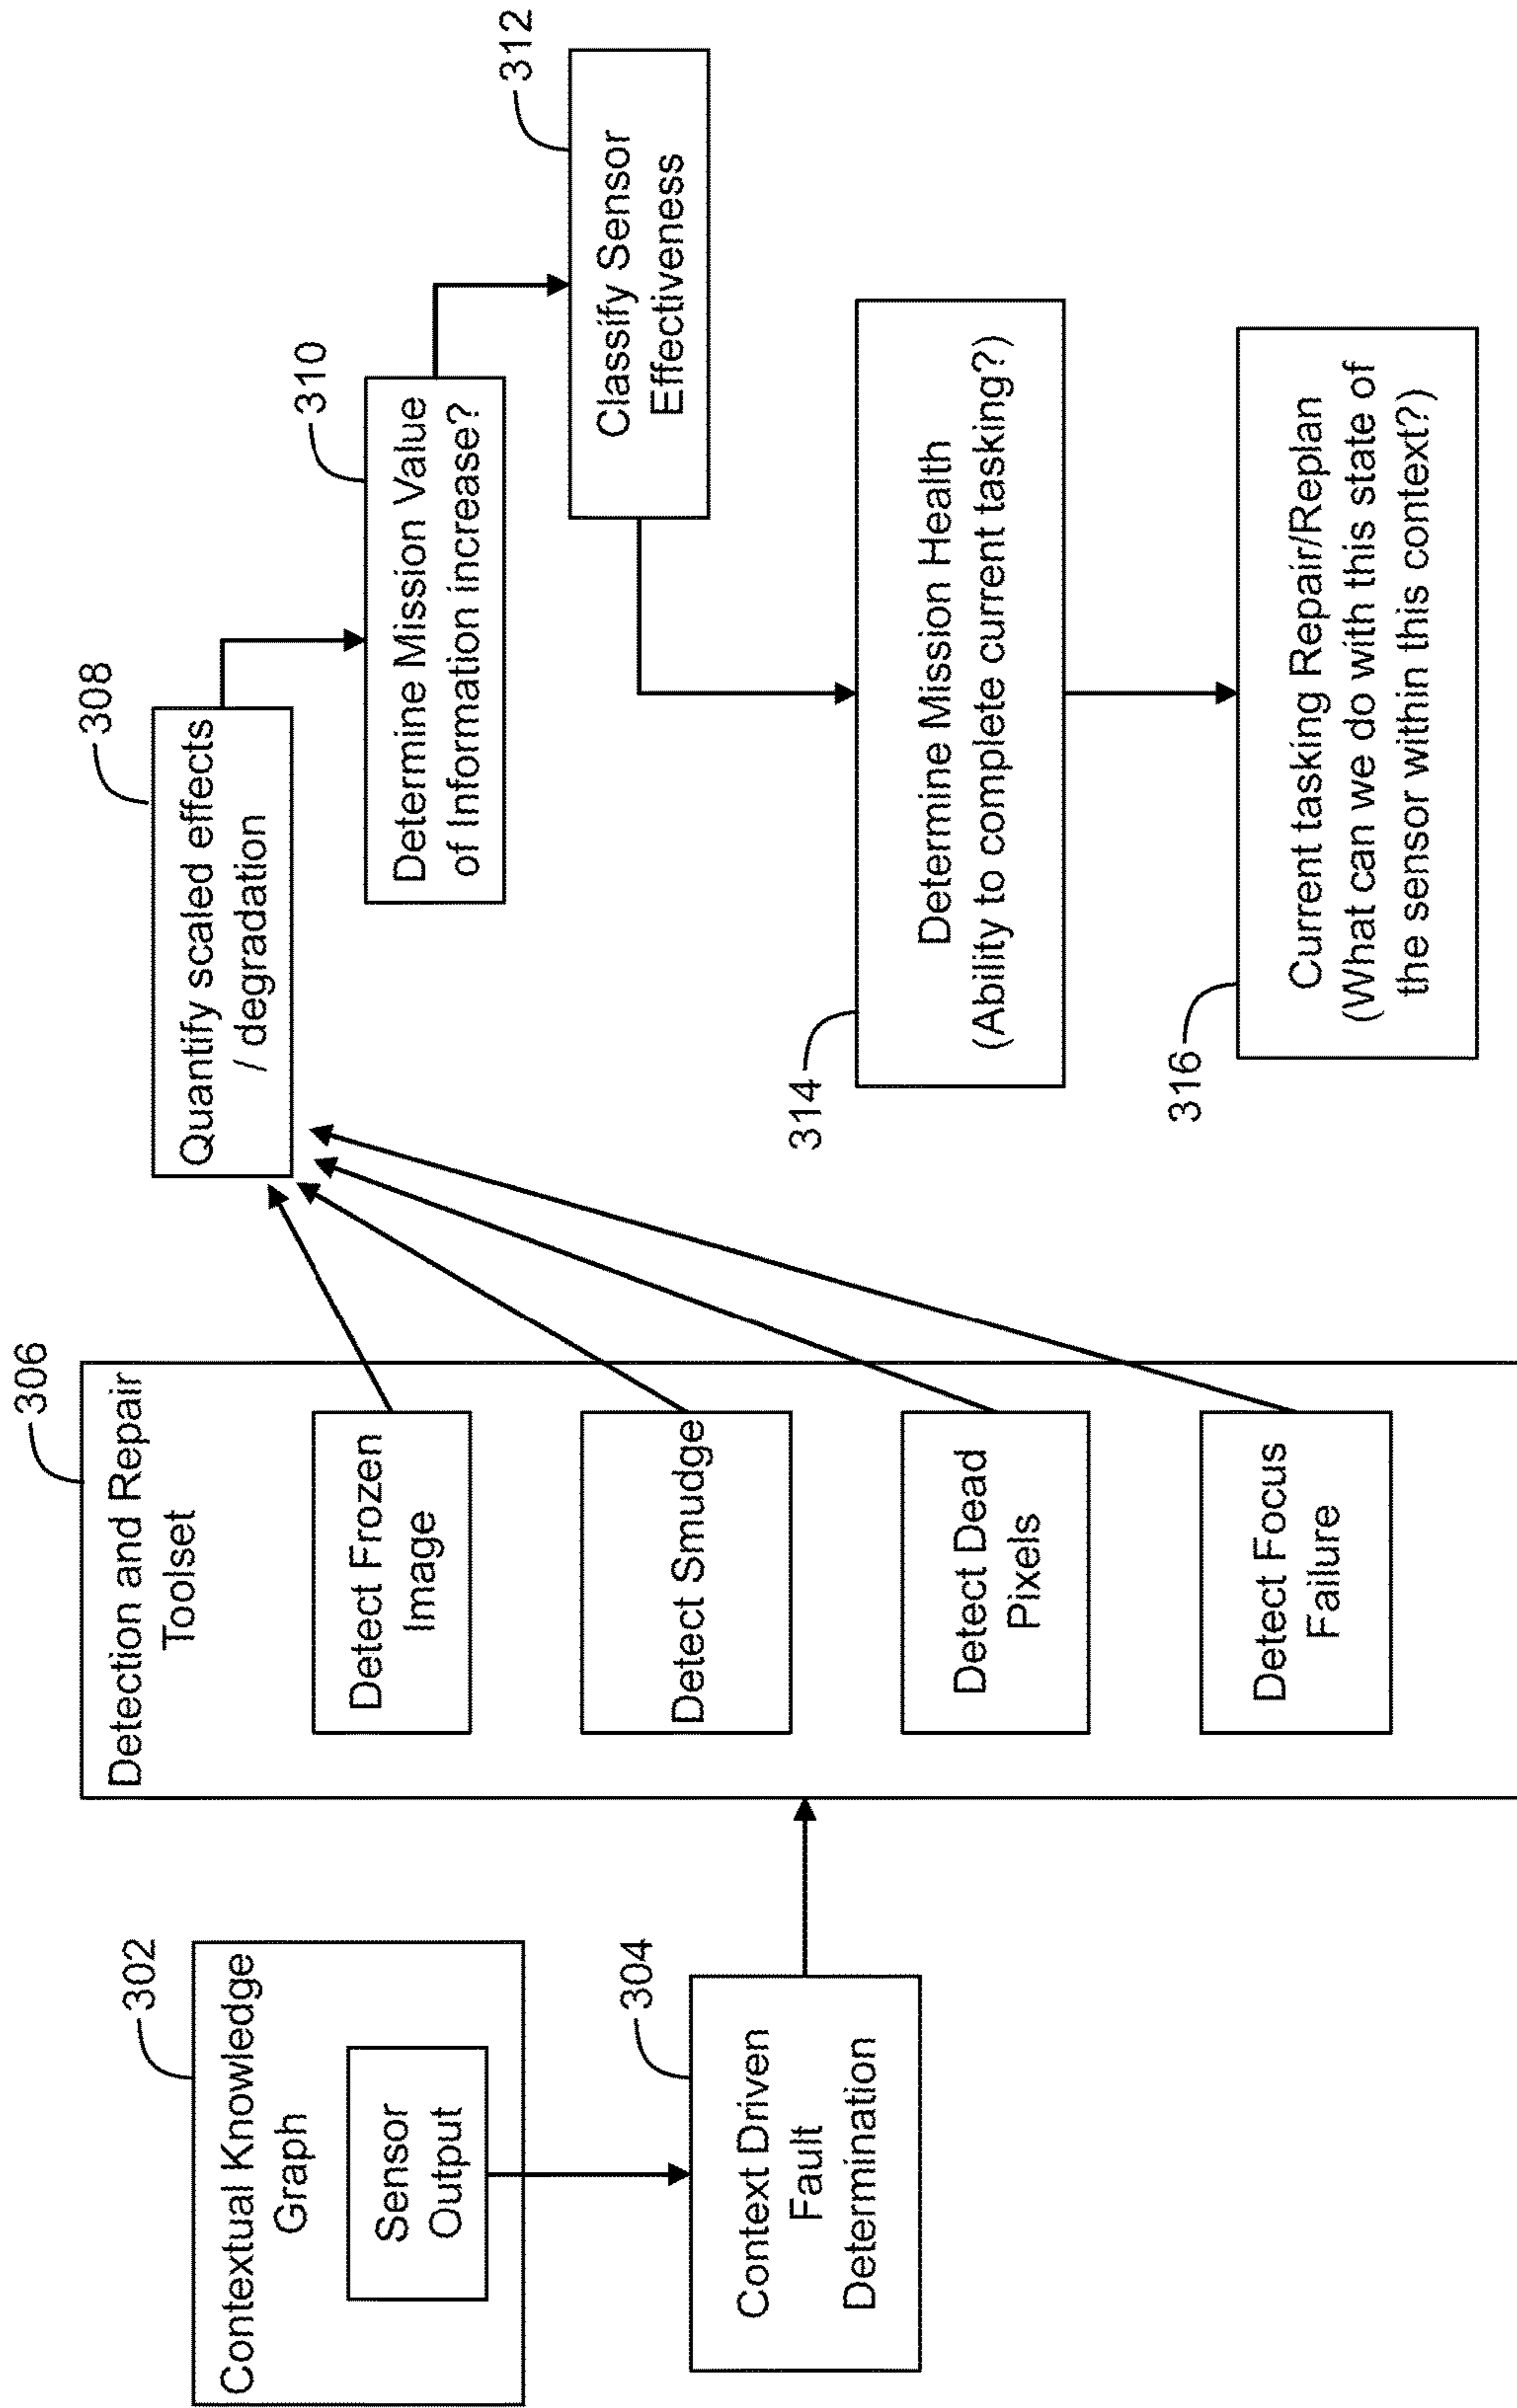 302
Contextual Knowledge
Graph
Sensor
Output
304
Context Driven
Fault
Determination
306
Detection and Repair
Toolset
Detect Frozen
Image
Detect Smudge
Detect Dead
Pixels
Detect Focus
Failure
308
Quantify scaled effects
/ degradation
310
Determine Mission Value
of Information increase?
312
Classify Sensor
Effectiveness
314
Determine Mission Health
(Ability to complete current tasking?)
316
Current tasking Repair/Replan
(What can we do with this state of
the sensor within this context?)